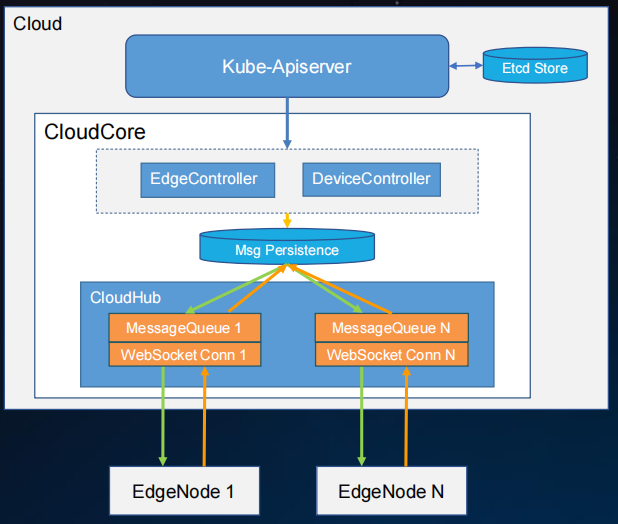 Cloud
Kube-Apiserver
Etcd Store
CloudCore
EdgeController
DeviceController
Msg Persistence
CloudHub
MessageQueue 1
MessageQueue N
WebSocket Conn 1
WebSocket Conn N
EdgeNode 1
EdgeNode N